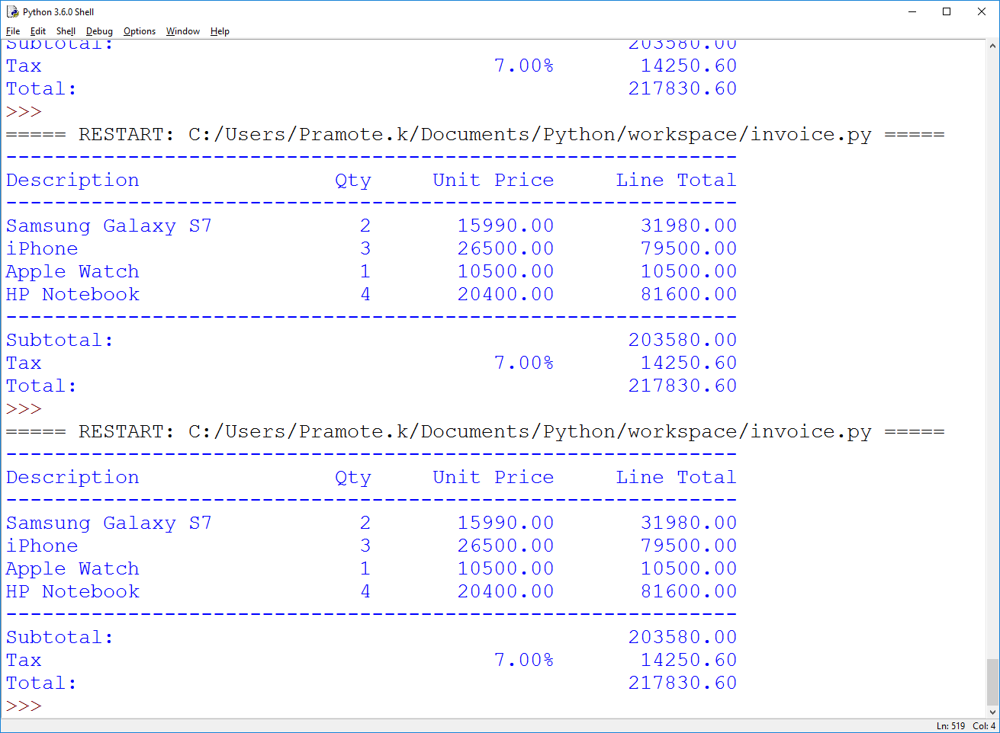 Python 3.6.0 Shell
File Edit Shell Debug Options Window Help
Subtotal: 203580.00
Tax 7.00% 14250.60
Total: 217830.60
>>>
===== RESTART: C:/Users/Pramote.k/Documents/Python/workspace/invoice.py =====
------------------------------------------------------------
Description Qty Unit Price Line Total
------------------------------------------------------------
Samsung Galaxy S7 2 15990.00 31980.00
iPhone 3 26500.00 79500.00
Apple Watch 1 10500.00 10500.00
HP Notebook 4 20400.00 81600.00
------------------------------------------------------------
Subtotal: 203580.00
Tax 7.00% 14250.60
Total: 217830.60
>>>
===== RESTART: C:/Users/Pramote.k/Documents/Python/workspace/invoice.py =====
------------------------------------------------------------
Description Qty Unit Price Line Total
------------------------------------------------------------
Samsung Galaxy S7 2 15990.00 31980.00
iPhone 3 26500.00 79500.00
Apple Watch 1 10500.00 10500.00
HP Notebook 4 20400.00 81600.00
------------------------------------------------------------
Subtotal: 203580.00
Tax 7.00% 14250.60
Total: 217830.60
>>>
Ln: 519 Col: 4